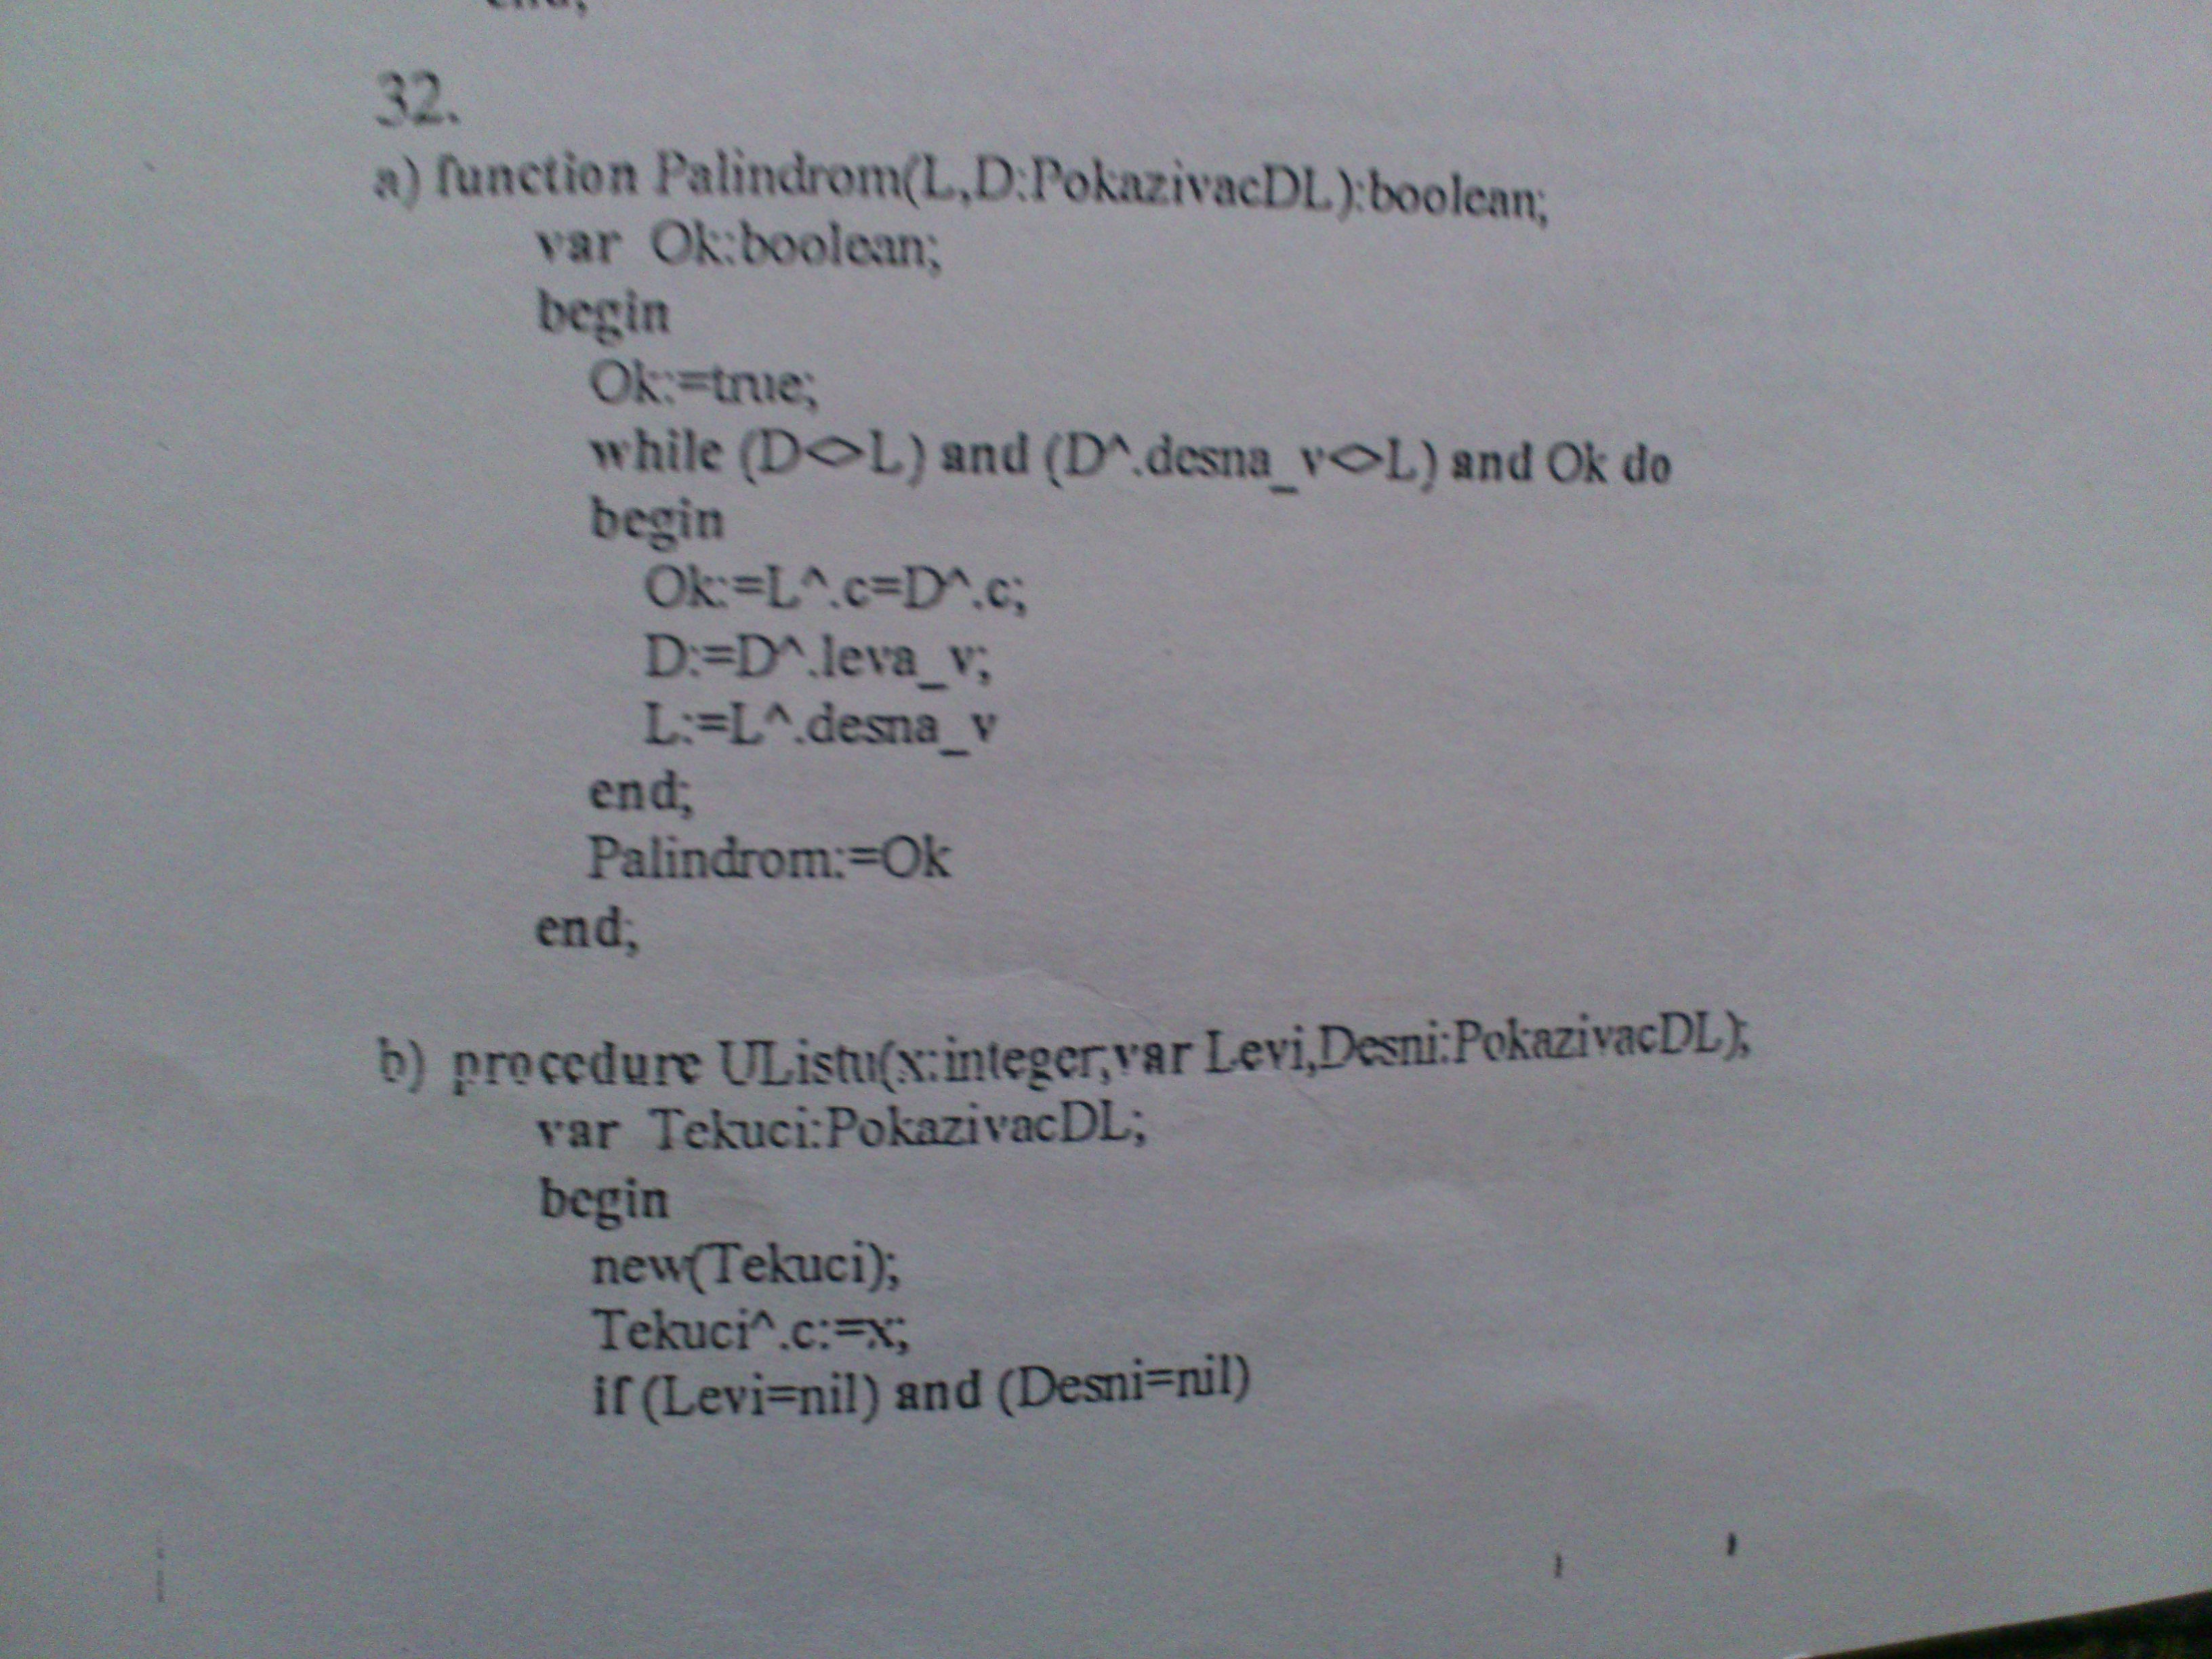 end;
32.
a) function Palindrom(L,D:PokazivacDL):boolean;
var Ok:boolean;
begin
Ok:=true;
while (D<>L) and (D^.desna_v<>L) and Ok do
begin
Ok:=L^.c=D^.c;
D:=D^.leva_v;
L:=L^.desna_v
end;
Palindrom:=Ok
end;
b) procedure UListu(x:integer;var Levi,Desni:PokazivacDL);
var Tekuci:PokazivacDL;
begin
new(Tekuci);
Tekuci^.c:=x;
if (Levi=nil) and (Desni=nil)